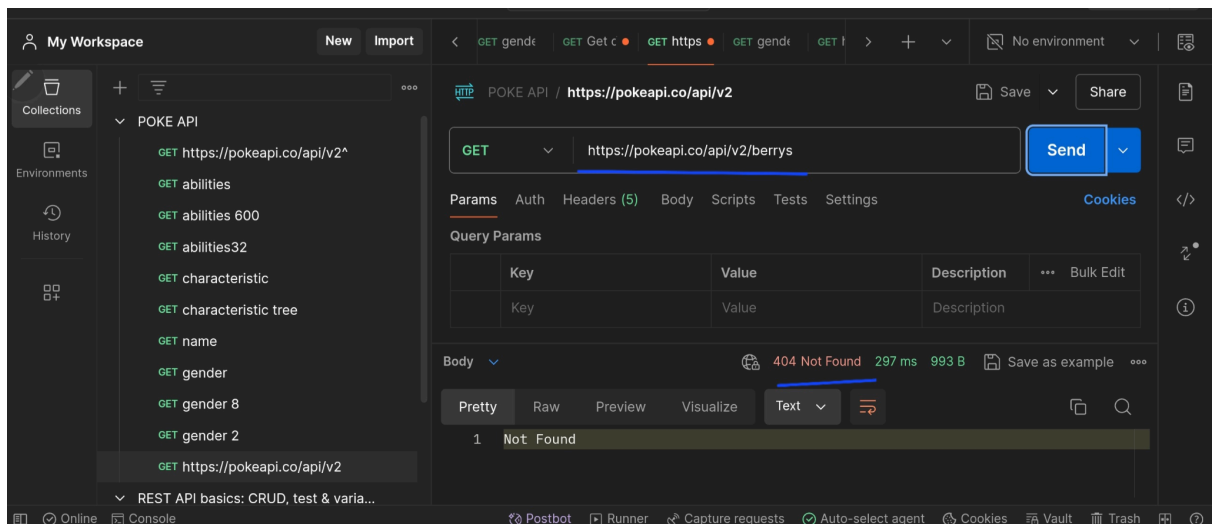 My Workspace
New
Import
GET gende
GET Get c
GET https
GET gende
GET
No environment
Collections
Environments
History
POKE API
GET https://pokeapi.co/api/v2^
GET abilities
GET abilities 600
GET abilities32
GET characteristic
GET characteristic tree
GET name
GET gender
GET gender 8
GET gender 2
GET https://pokeapi.co/api/v2
REST API basics: CRUD, test & varia...
HTTP POKE API / https://pokeapi.co/api/v2
Save
Share
GET https://pokeapi.co/api/v2/berrys
Send
Params Auth Headers (5) Body Scripts Tests Settings
Cookies
Query Params
Key Value Description Bulk Edit
Key Value Description
Body
404 Not Found 297 ms 993 B Save as example
Pretty Raw Preview Visualize Text
1 Not Found
Online Console Postbot Runner Capture requests Auto-select agent Cookies Vault Trash